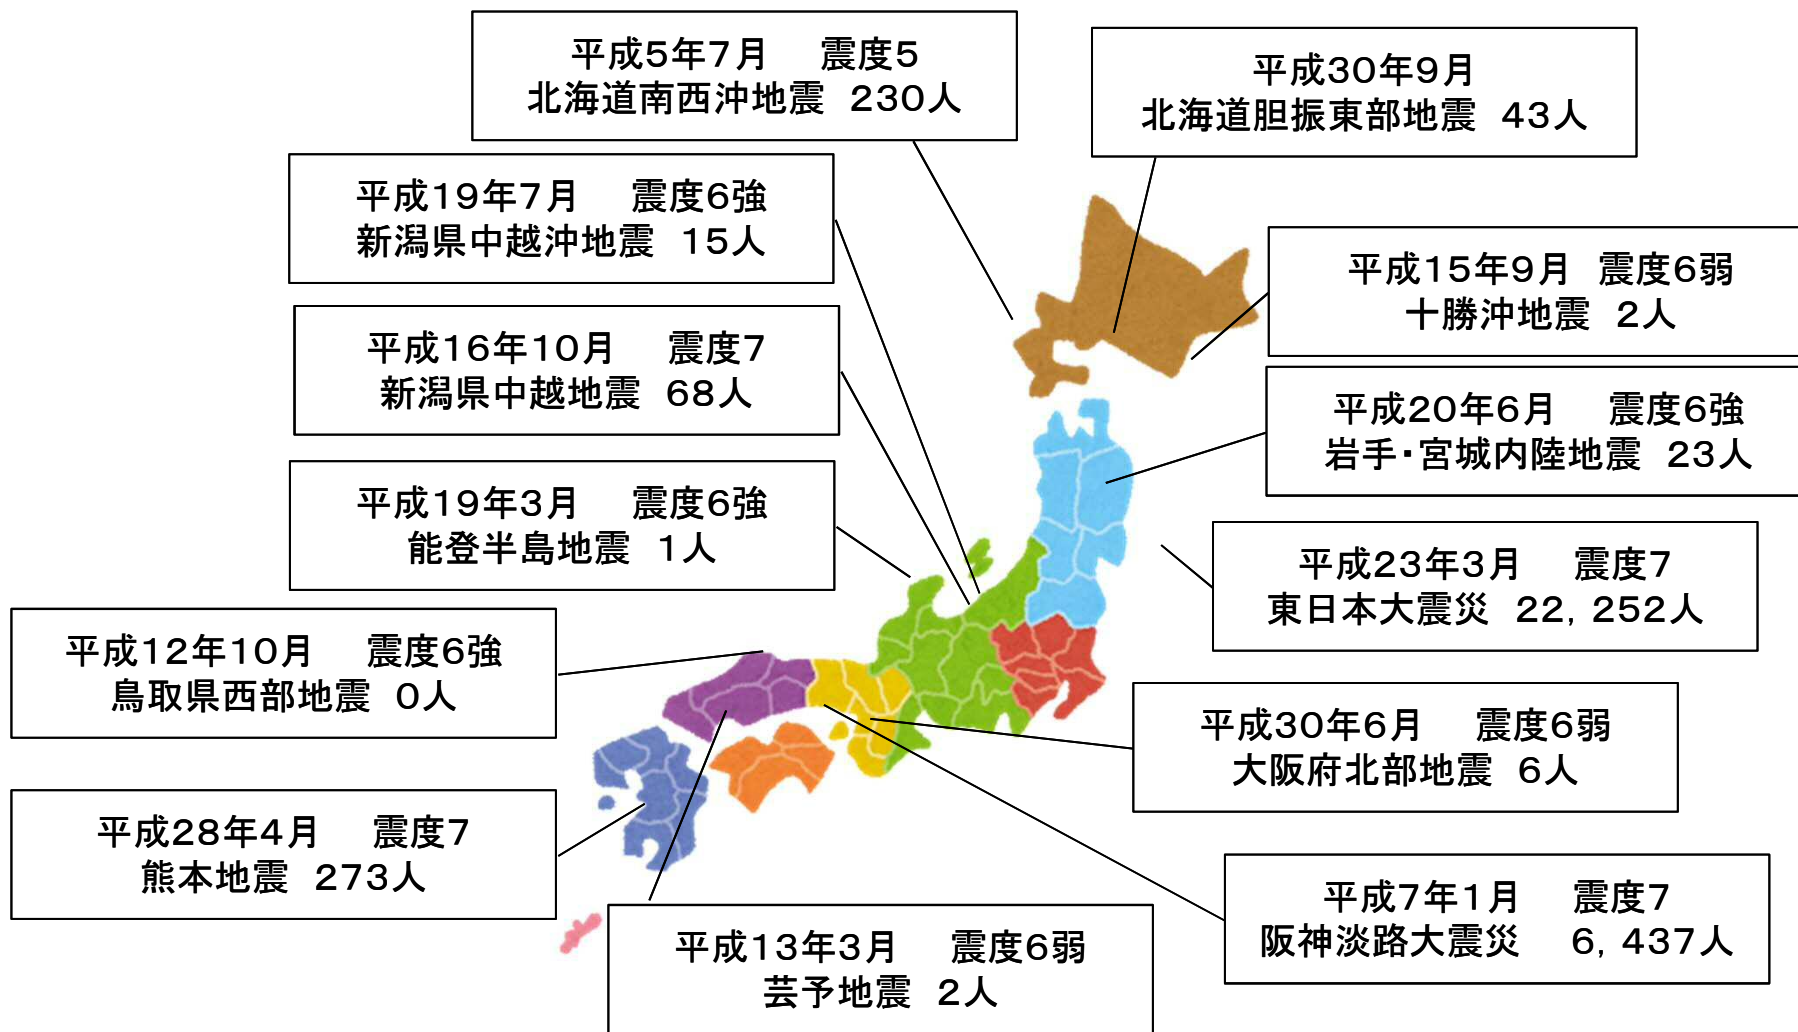 平成5年7月　震度5
北海道南西沖地震　230人
平成30年9月
北海道胆振東部地震　43人
平成19年7月　震度6強
新潟県中越沖地震　15人
平成15年9月　震度6弱
十勝沖地震　2人
平成16年10月　震度7
新潟県中越地震　68人
平成20年6月　震度6強
岩手・宮城内陸地震　23人
平成19年3月　震度6強
能登半島地震　1人
平成23年3月　震度7
東日本大震災　22,252人
平成12年10月　震度6強
鳥取県西部地震　0人
平成30年6月　震度6弱
大阪府北部地震　6人
平成28年4月　震度7
熊本地震　273人
平成7年1月　震度7
阪神淡路大震災　6,437人
平成13年3月　震度6弱
芸予地震　2人